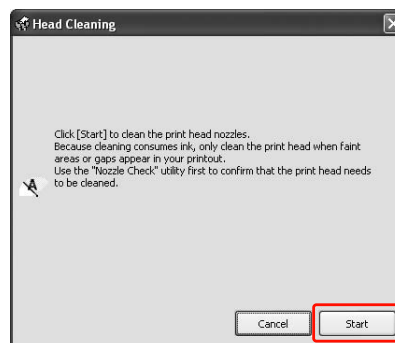 Head Cleaning
Click [Start] to clean the print head nozzles.
Because cleaning consumes ink, only clean the print head when faint
areas or gaps appear in your printout.
Use the "Nozzle Check" utility first to confirm that the print head needs
to be cleaned.
A
Cancel Start